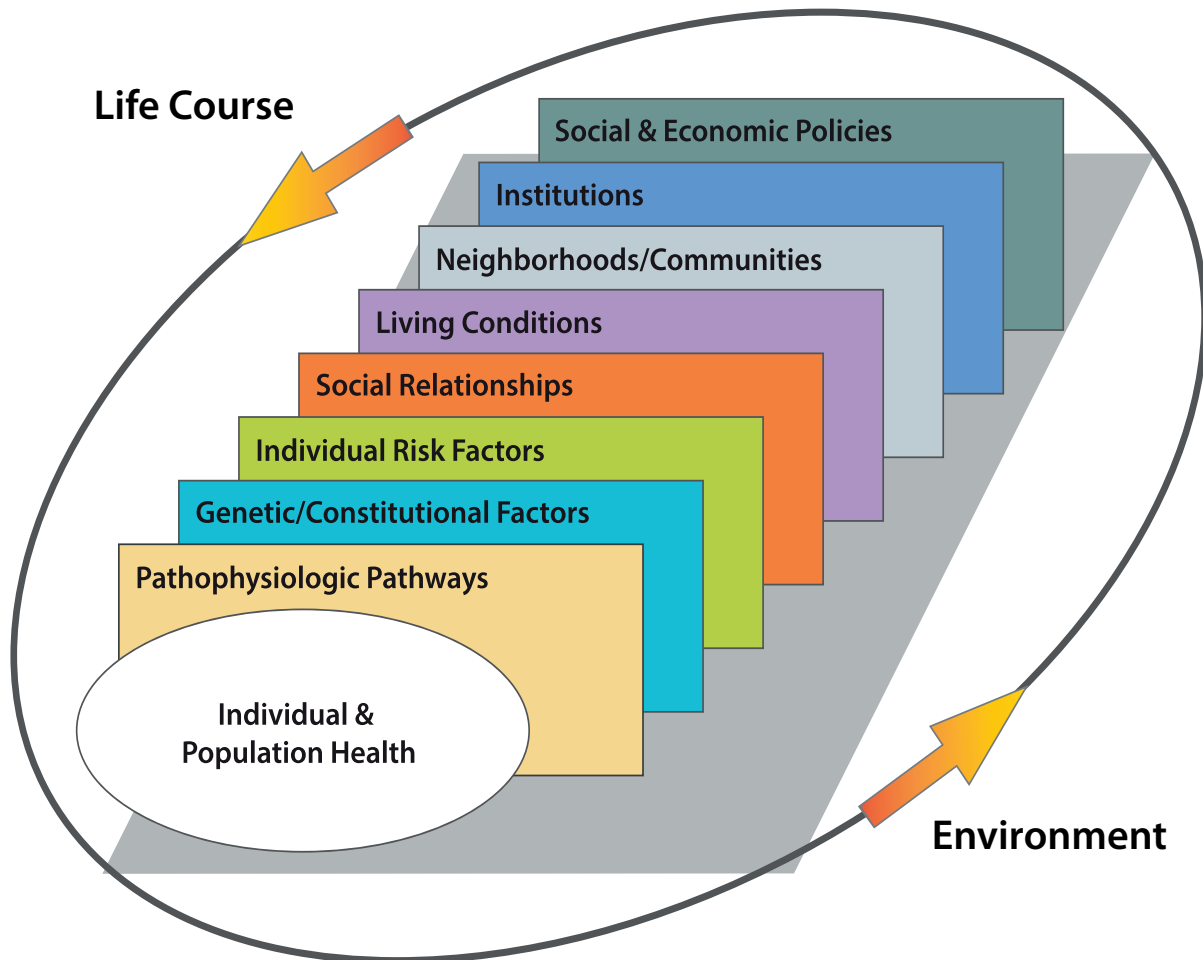 Life Course
Social & Economic Policies
Institutions
Neighborhoods/Communities
Living Conditions
Social Relationships
Individual Risk Factors
Genetic/Constitutional Factors
Pathophysiologic Pathways
Individual &
Population Health
Environment